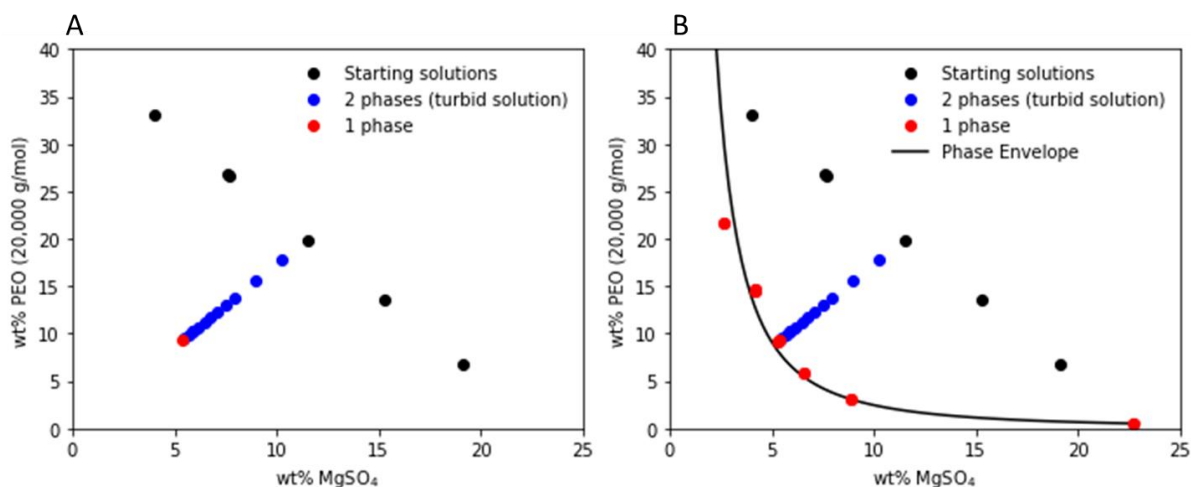 A
40
35
30
25
20
15
10
5
0
wt% PEO (20,000 g/mol)
Starting solutions
2 phases (turbid solution)
1 phase
0 5 10 15 20 25
wt% MgSO₄
B
40
35
30
25
20
15
10
5
0
wt% PEO (20,000 g/mol)
Starting solutions
2 phases (turbid solution)
1 phase
Phase Envelope
0 5 10 15 20 25
wt% MgSO₄